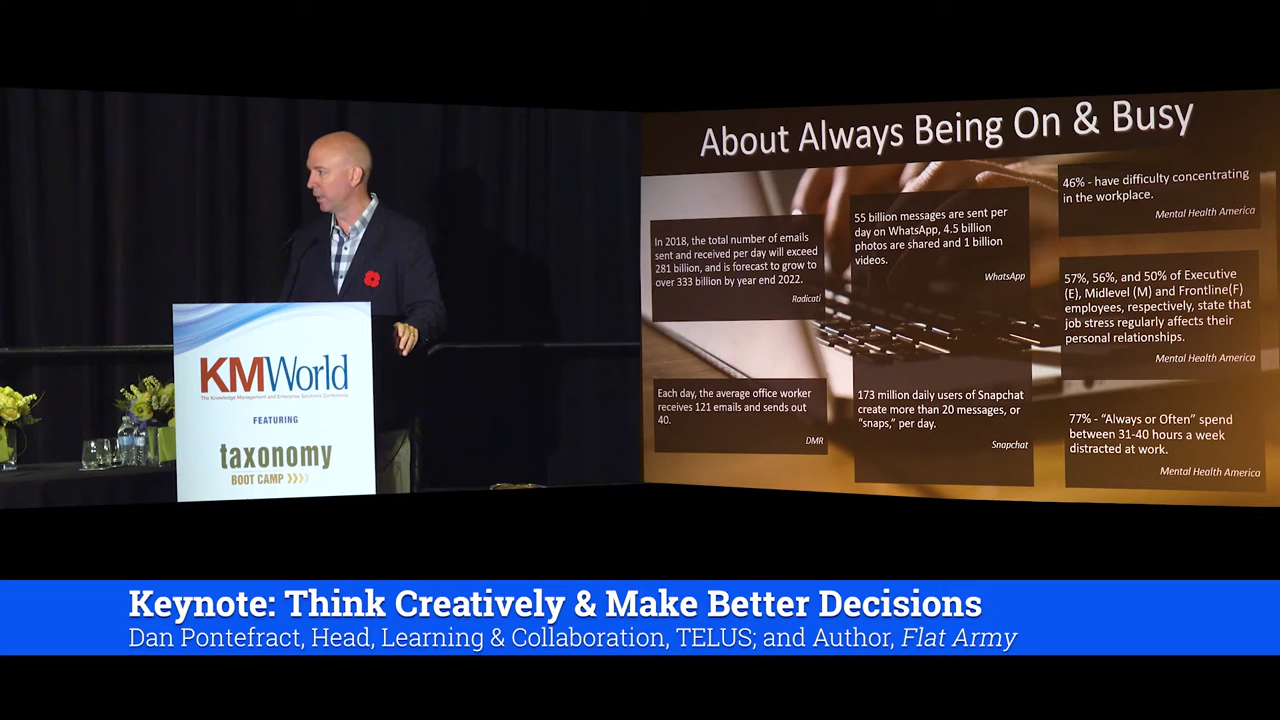 KMWorld
The Knowledge Management and Enterprise Solutions Conference
FEATURING
taxonomy
BOOT CAMP
About Always Being On & Busy
In 2018, the total number of emails
sent and received per day will exceed
281 billion, and is forecast to grow to
over 333 billion by year end 2022.
Radicati
Each day, the average office worker
receives 121 emails and sends out
40.
DMR
55 billion messages are sent per
day on WhatsApp, 4.5 billion
photos are shared and 1 billion
videos.
WhatsApp
173 million daily users of Snapchat
create more than 20 messages, or
“snaps,” per day.
Snapchat
46% - have difficulty concentrating
in the workplace.
Mental Health America
57%, 56%, and 50% of Executive
(E), Midlevel (M) and Frontline(F)
employees, respectively, state that
job stress regularly affects their
personal relationships.
Mental Health America
77% - “Always or Often” spend
between 31-40 hours a week
distracted at work.
Mental Health America
Keynote: Think Creatively & Make Better Decisions
Dan Pontefract, Head, Learning & Collaboration, TELUS; and Author, Flat Army